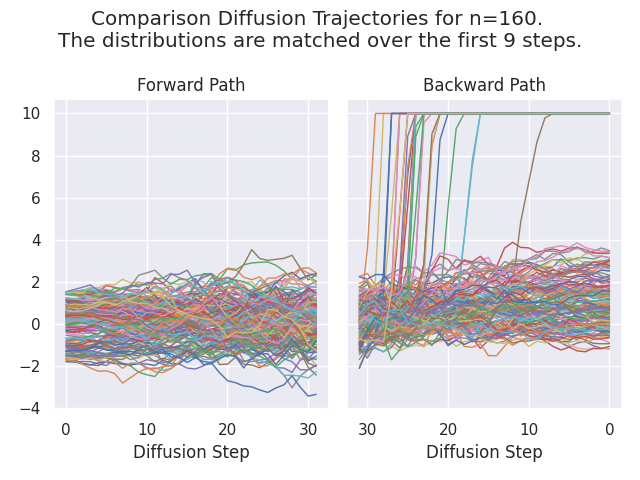 Comparison Diffusion Trajectories for n=160.
The distributions are matched over the first 9 steps.
Forward Path
Backward Path
10
8
6
4
2
0
−2
−4
0
10
20
30
30
20
10
0
Diffusion Step
Diffusion Step